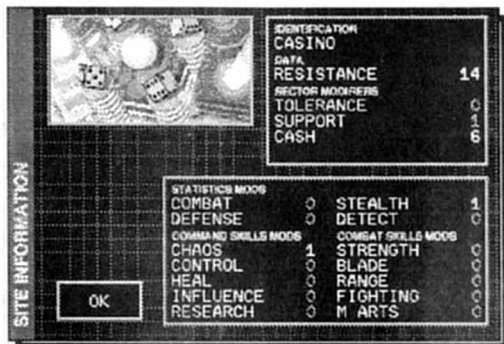 SITE INFORMATION
IDENTIFICATION
CASINO
DATA
RESISTANCE 14
SECTOR MODIFIERS
TOLERANCE 0
SUPPORT 1
CASH 6
STATISTICS MODS
COMBAT 0 STEALTH 1
DEFENSE 0 DETECT 0
COMMAND SKILLS MODS COMBAT SKILLS MODS
CHAOS 1 STRENGTH 0
CONTROL 0 BLADE 0
HEAL 0 RANGE 0
INFLUENCE 0 FIGHTING 0
RESEARCH 0 M ARTS 0
OK